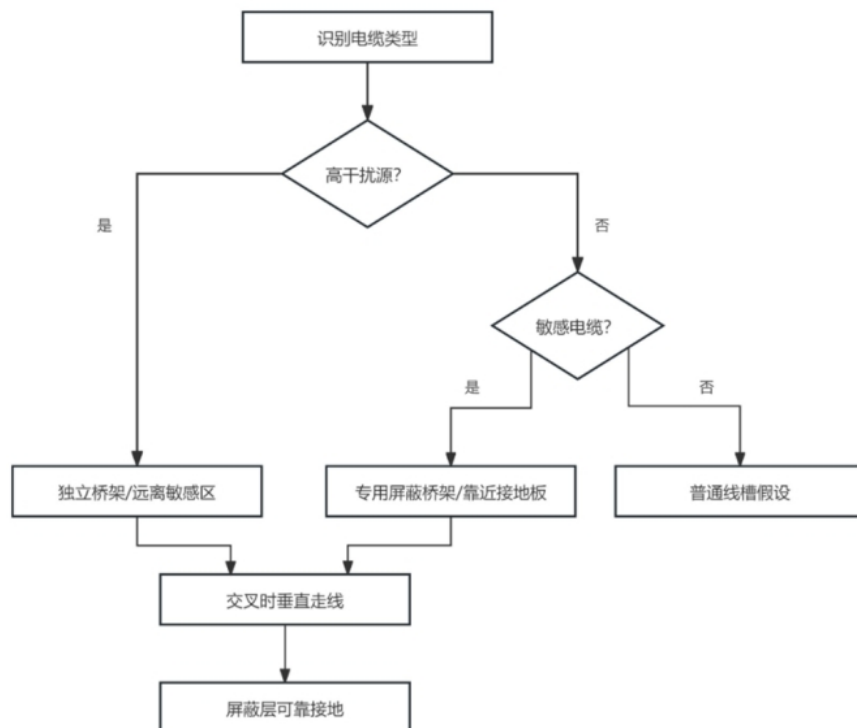 识别电缆类型
高干扰源?
是
否
敏感电缆?
是
否
独立桥架/远离敏感区
专用屏蔽桥架/靠近接地板
普通线槽假设
交叉时垂直走线
屏蔽层可靠接地